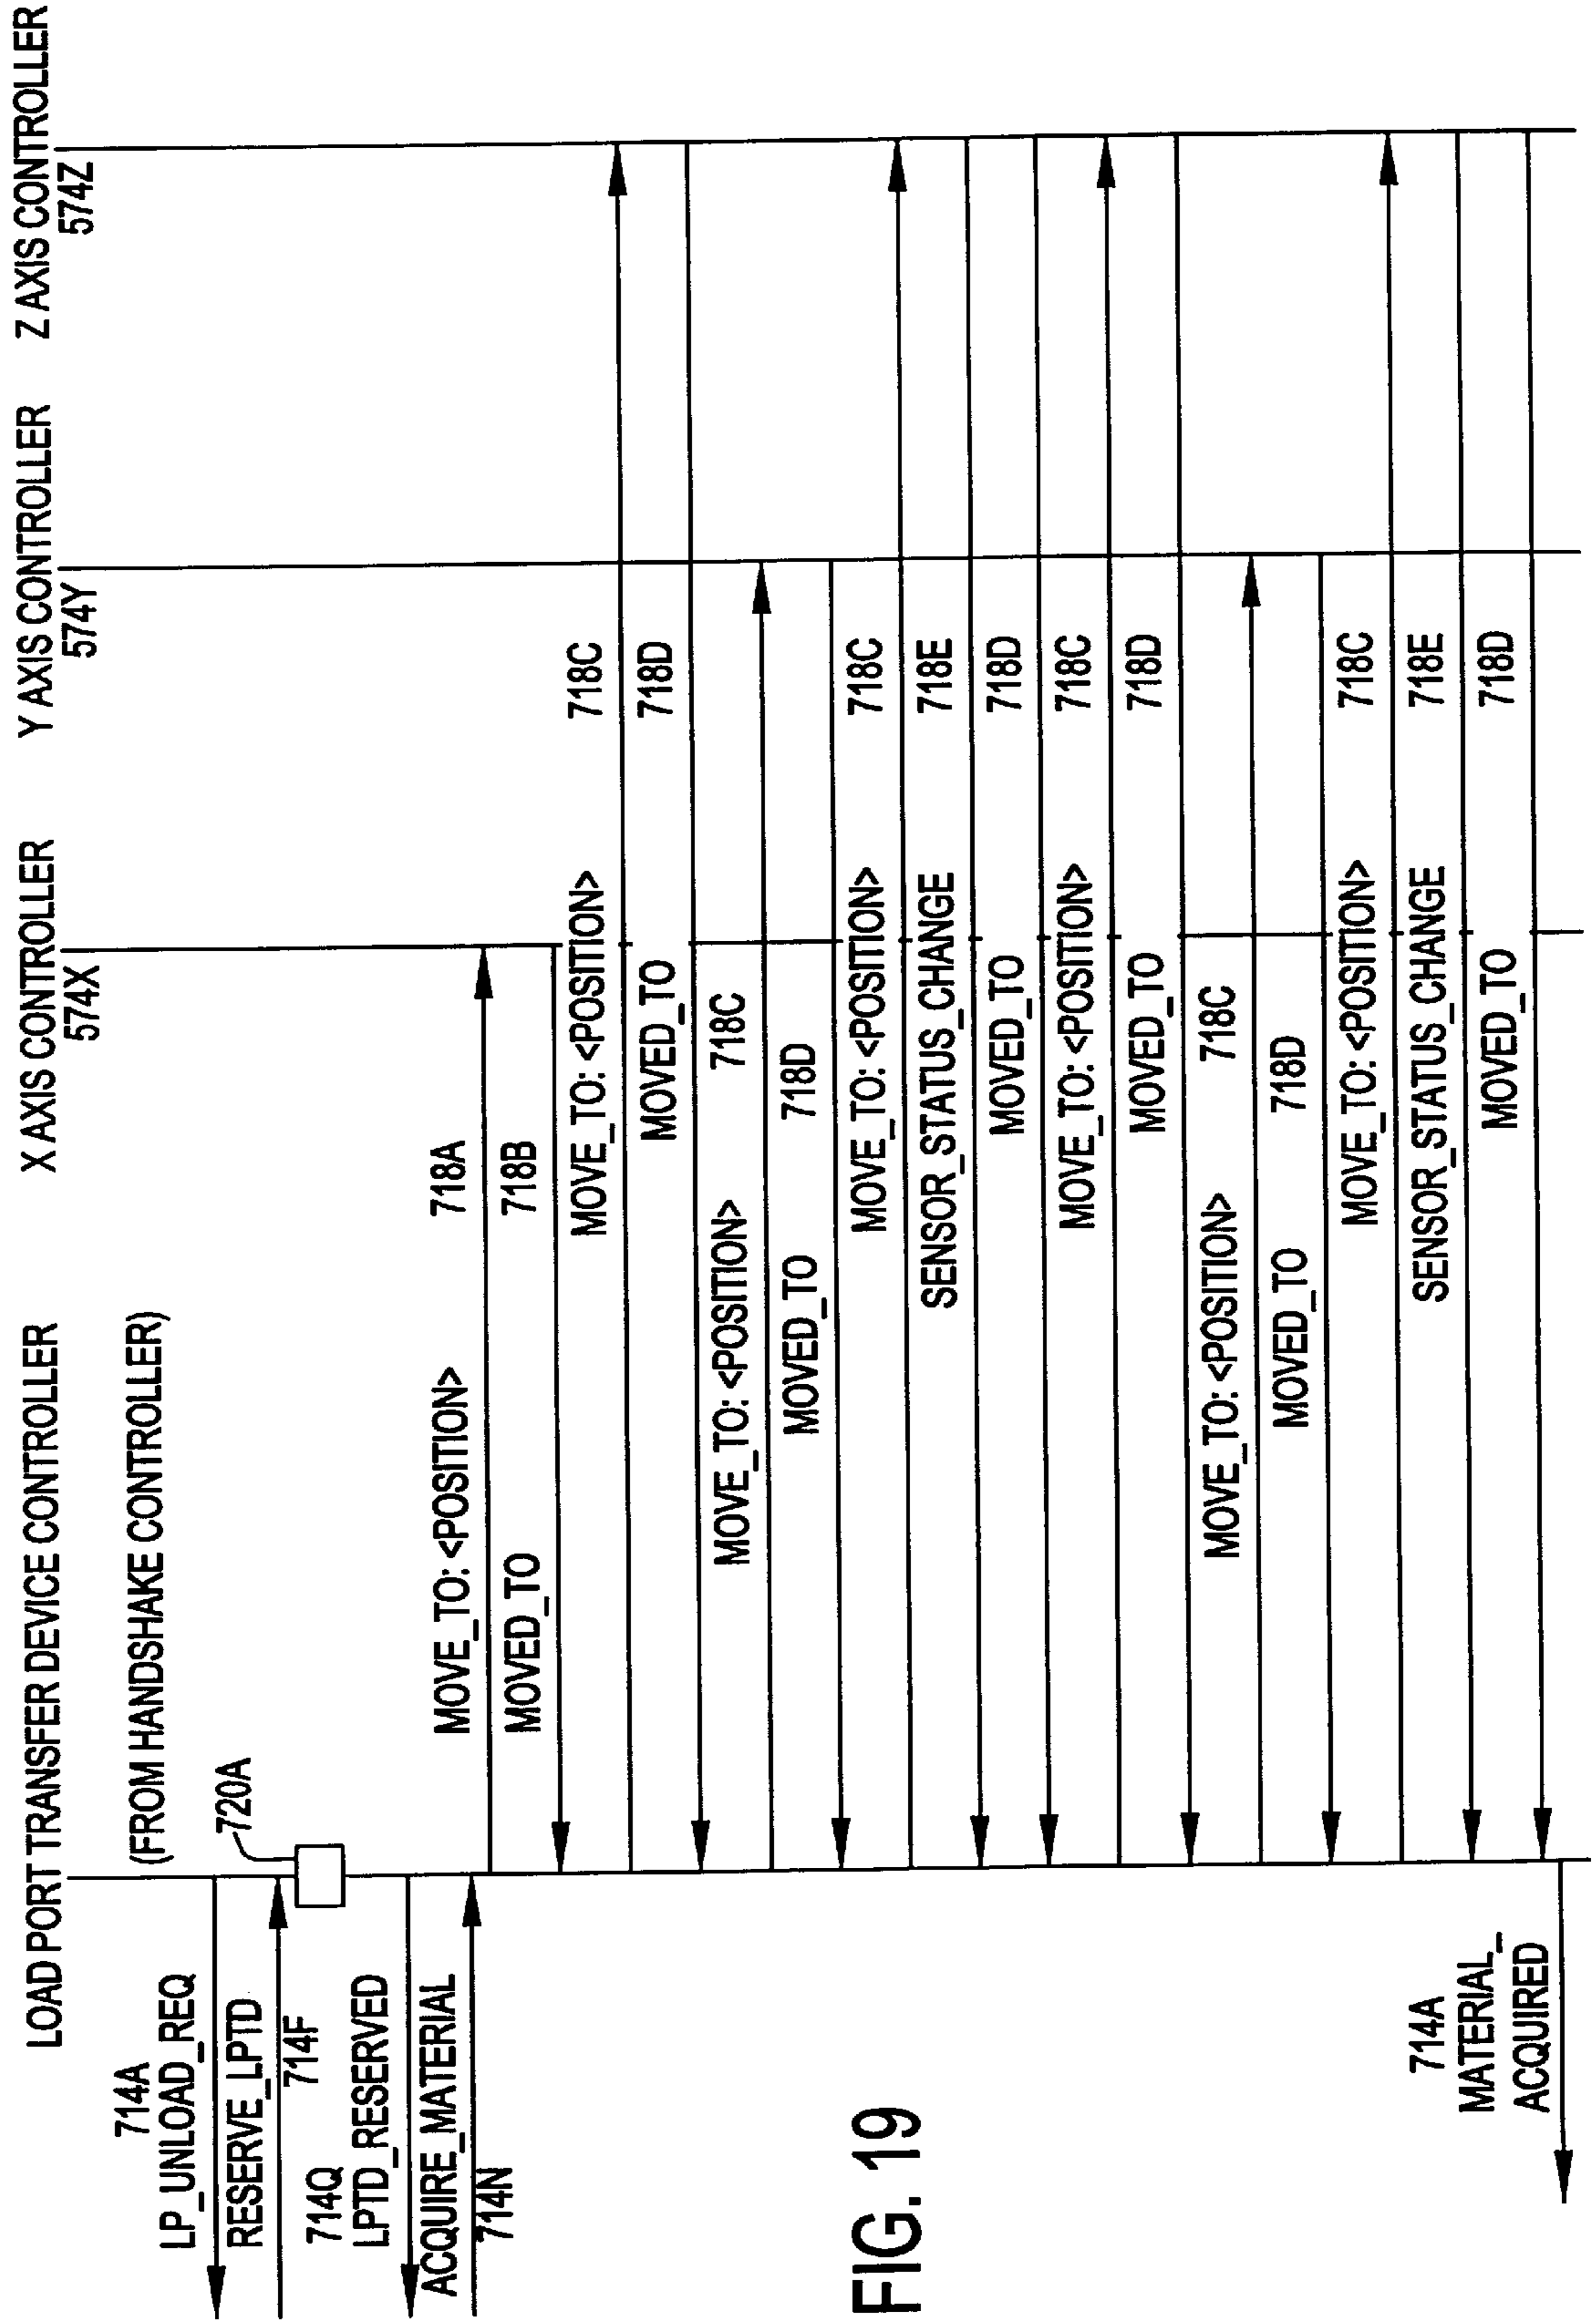 LOAD PORT TRANSFER DEVICE CONTROLLER
X AXIS CONTROLLER
574X
Y AXIS CONTROLLER
574Y
Z AXIS CONTROLLER
574Z
(FROM HANDSHAKE CONTROLLER)
714A
LP_UNLOAD_REQ
RESERVE_LPTD
714F
720A
714Q
LPTD_RESERVED
ACQUIRE_MATERIAL
714N
MOVE_TO: <POSITION> 718A
MOVED_TO 718B
MOVE_TO: <POSITION> 718C
MOVED_TO 718D
MOVE_TO: <POSITION> 718C
MOVED_TO 718D
MOVE_TO: <POSITION> 718C
SENSOR_STATUS_CHANGE 718E
MOVED_TO 718D
MOVE_TO: <POSITION> 718C
MOVED_TO 718D
MOVE_TO: <POSITION> 718C
MOVED_TO 718D
MOVE_TO: <POSITION> 718C
SENSOR_STATUS_CHANGE 718E
MOVED_TO 718D
714A
MATERIAL_
ACQUIRED
FIG. 19